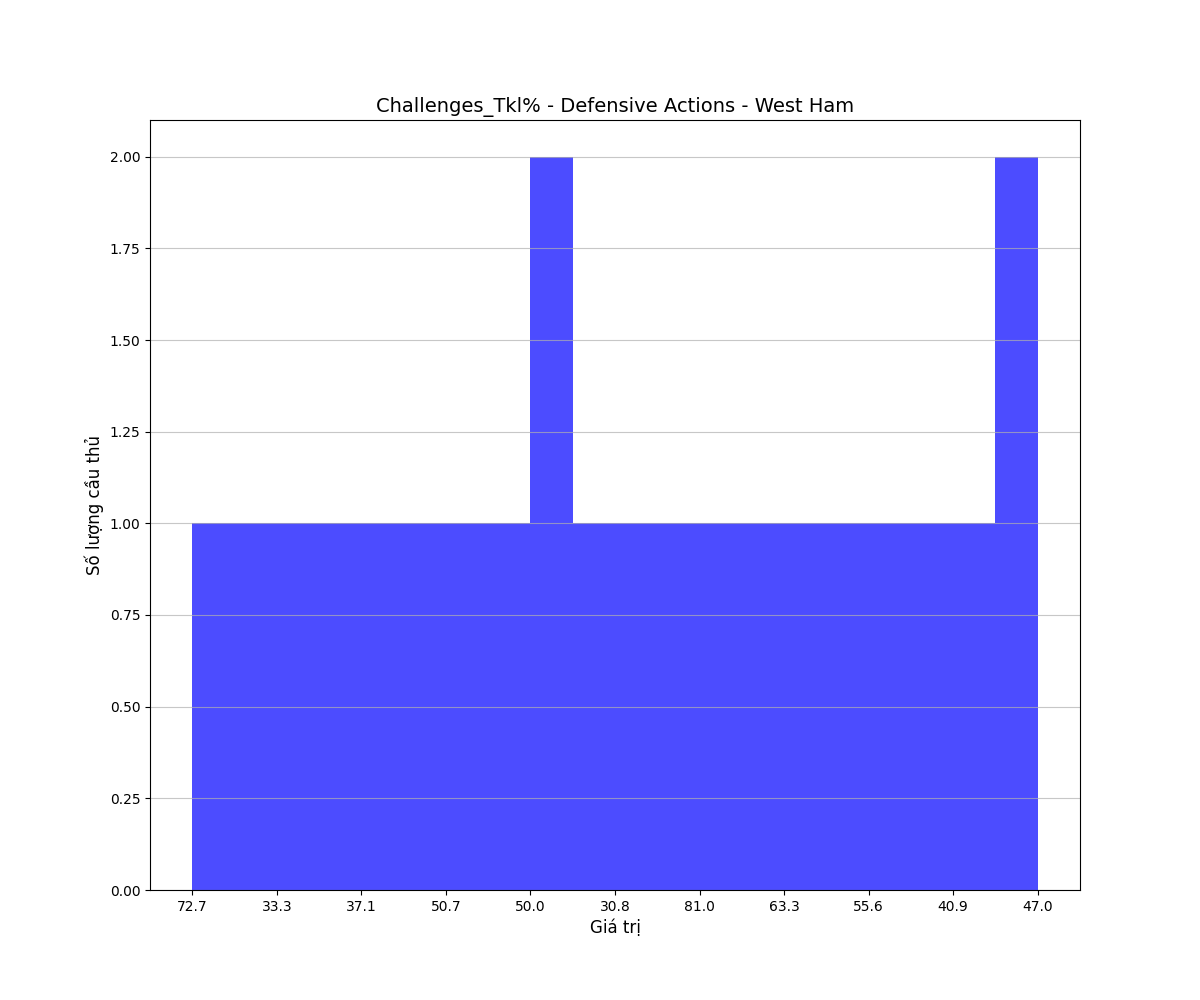 Challenges_Tkl% - Defensive Actions - West Ham
Số lượng cầu thủ
2.00
1.75
1.50
1.25
1.00
0.75
0.50
0.25
0.00
72.7 33.3 37.1 50.7 50.0 30.8 81.0 63.3 55.6 40.9 47.0
Giá trị